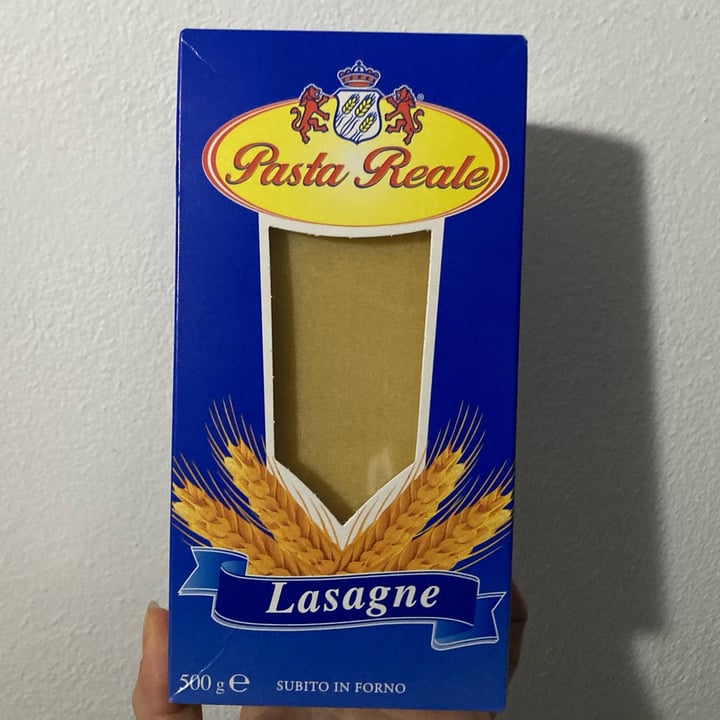 Pasta Reale
Lasagne
500 g e
SUBITO IN FORNO